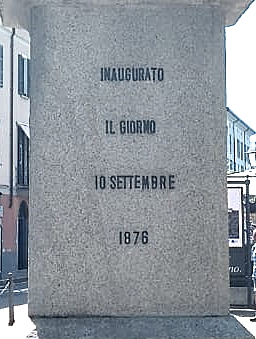 INAUGURATO
IL GIORNO
10 SETTEMBRE
1876